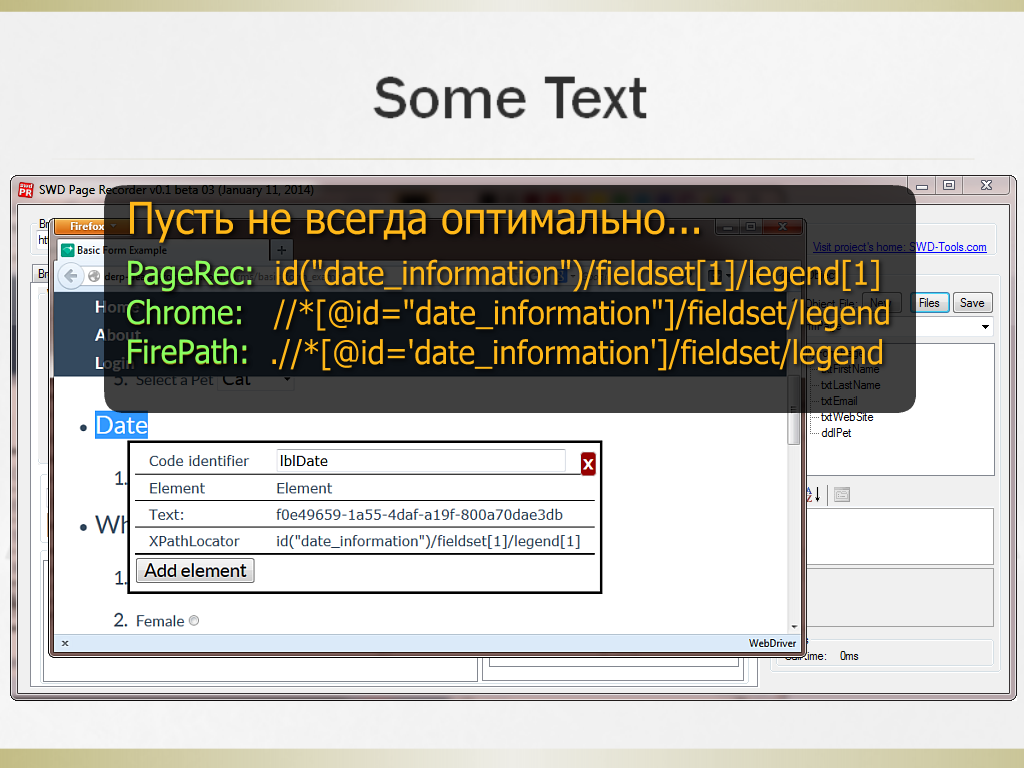 Some Text
SWD Page Recorder v0.1 beta 03 (January 11, 2014)
Пусть не всегда оптимально...
Firefox
Basic Form Example
Visit project's home: SWD-Tools.com
PageRec: id("date_information")/fieldset[1]/legend[1]
Chrome: //*[@id="date_information"]/fieldset/legend
FirePath: .//*[@id='date_information']/fieldset/legend
Home
About
Login
Files
Save
5. Select a Pet Cat
txtFirstName
txtLastName
txtEmail
txtWebSite
ddlPet
• Date
Code identifier lblDate
x
1.
Element Element
Text: f0e49659-1a55-4daf-a19f-800a70dae3db
• Wh
XPathLocator id("date_information")/fieldset[1]/legend[1]
1.
Add element
2. Female
x
WebDriver
0ms